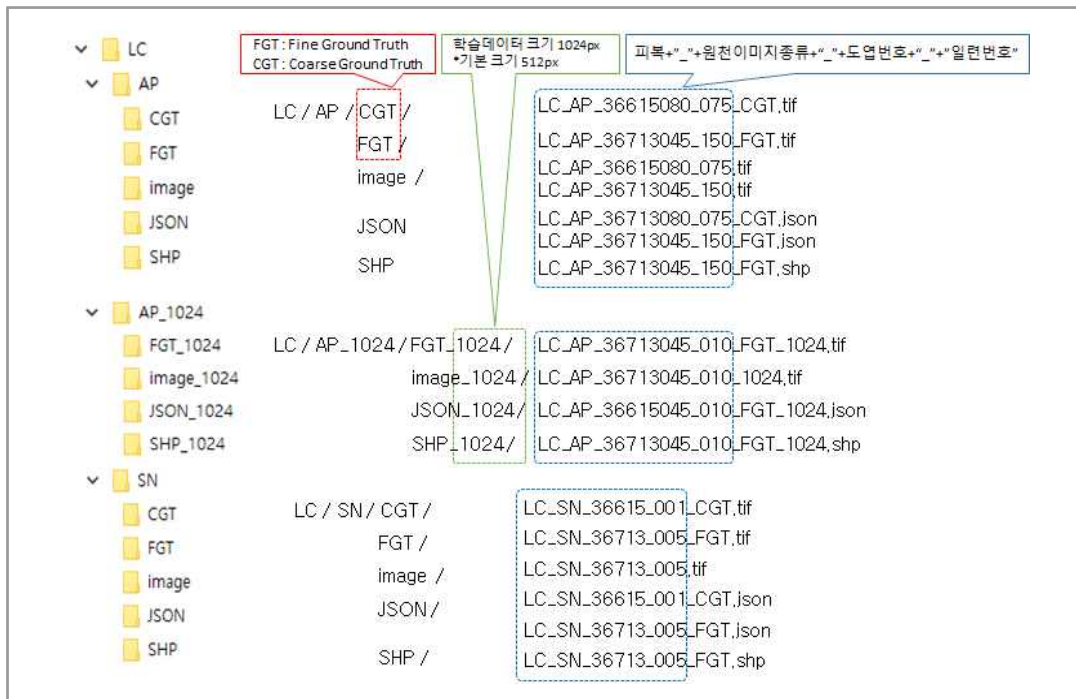 LC
FGT : Fine Ground Truth
CGT : Coarse Ground Truth
학습데이터 크기 1024px
*기본 크기 512px
피복+"_"+원천이미지종류+"_"+도엽번호+"_"+"일련번호"
AP
CGT LC / AP / CGT / LC_AP_36615080_075_CGT.tif
FGT FGT / LC_AP_36713045_150_FGT.tif
image image / LC_AP_36615080_075.tif
LC_AP_36713045_150.tif
JSON JSON LC_AP_36713080_075_CGT.json
LC_AP_36713045_150_FGT.json
SHP SHP LC_AP_36713045_150_FGT.shp
AP_1024
FGT_1024 LC / AP_1024 / FGT_1024 / LC_AP_36713045_010_FGT_1024.tif
image_1024 image_1024 / LC_AP_36713045_010_1024.tif
JSON_1024 JSON_1024 / LC_AP_36615045_010_FGT_1024.json
SHP_1024 SHP_1024 / LC_AP_36713045_010_FGT_1024.shp
SN
CGT LC / SN / CGT / LC_SN_36615_001_CGT.tif
FGT FGT / LC_SN_36713_005_FGT.tif
image image / LC_SN_36713_005.tif
JSON JSON / LC_SN_36615_001_CGT.json
LC_SN_36713_005_FGT.json
SHP SHP / LC_SN_36713_005_FGT.shp